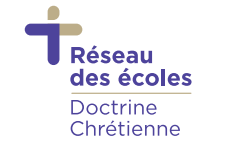 Réseau
des écoles
Doctrine
Chrétienne